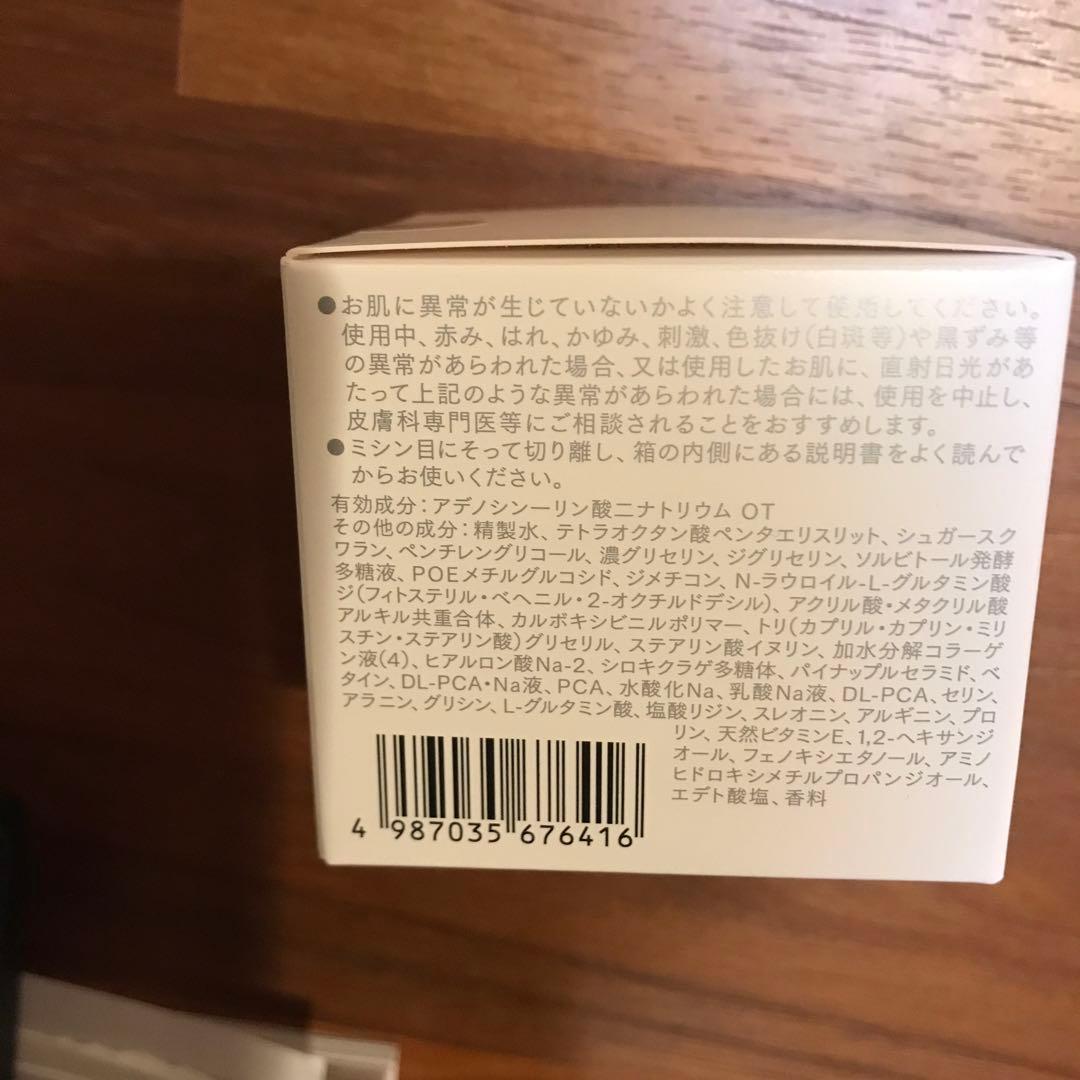 ●お肌に異常が生じていないかよく注意して使用してください。
使用中、赤み、はれ、かゆみ、刺激、色抜け(白斑等)や黒ずみ等
の異常があらわれた場合、又は使用したお肌に、直射日光があ
たって上記のような異常があらわれた場合には、使用を中止し、
皮膚科専門医等にご相談されることをおすすめします。
●ミシン目にそって切り離し、箱の内側にある説明書をよく読んで
からお使いください。
有効成分：アデノシン一リン酸二ナトリウム OT
その他の成分：精製水、テトラオクタン酸ペンタエリスリット、シュガースク
ワラン、ペンチレングリコール、濃グリセリン、ジグリセリン、ソルビトール発酵
多糖液、POEメチルグルコシド、ジメチコン、N-ラウロイル-L-グルタミン酸
ジ(フィトステリル・ベヘニル・2-オクチルドデシル)、アクリル酸・メタクリル酸
アルキル共重合体、カルボキシビニルポリマー、トリ(カプリル・カプリン・ミリ
スチン・ステアリン酸)グリセリル、ステアリン酸イヌリン、加水分解コラーゲ
ン液(4)、ヒアルロン酸Na-2、シロキクラゲ多糖体、パイナップルセラミド、ベ
タイン、DL-PCA・Na液、PCA、水酸化Na、乳酸Na液、DL-PCA、セリン、
アラニン、グリシン、L-グルタミン酸、塩酸リジン、スレオニン、アルギニン、プロ
リン、天然ビタミンE、1,2-ヘキサンジ
オール、フェノキシエタノール、アミノ
ヒドロキシメチルプロパンジオール、
エデト酸塩、香料
4 987035 676416